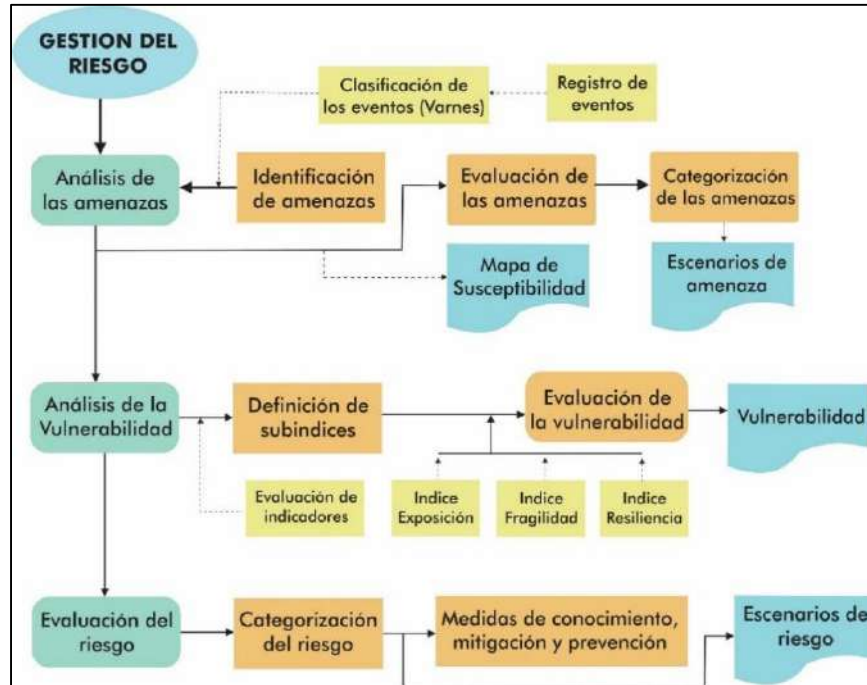 GESTION DEL
RIESGO
Clasificación de
los eventos (Varnes)
Registro de
eventos
Análisis de
las amenazas
Identificación
de amenazas
Evaluación de
las amenazas
Categorización
de las amenazas
Mapa de
Susceptibilidad
Escenarios de
amenaza
Análisis de la
Vulnerabilidad
Definición de
subindices
Evaluación de
la vulnerabilidad
Vulnerabilidad
Evaluación de
indicadores
Indice
Exposición
Indice
Fragilidad
Indice
Resiliencia
Evaluación del
riesgo
Categorización
del riesgo
Medidas de conocimiento,
mitigación y prevención
Escenarios de
riesgo